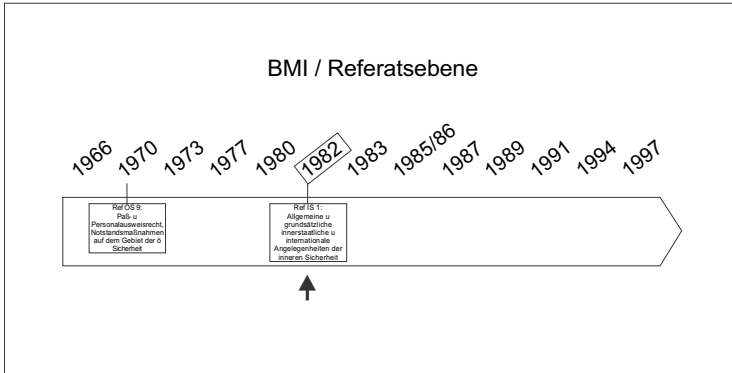 BMI / Referatsebene
1966 1970 1973 1977 1980 1982 1983 1985/86 1987 1989 1991 1994 1997
Ref ÖS 9:
Paß- u
Personalausweisrecht,
Notstandsmaßnahmen
auf dem Gebiet der ö
Sicherheit
Ref IS 1:
Allgemeine u
grundsätzliche
innerstaatliche u
internationale
Angelegenheiten der
inneren Sicherheit